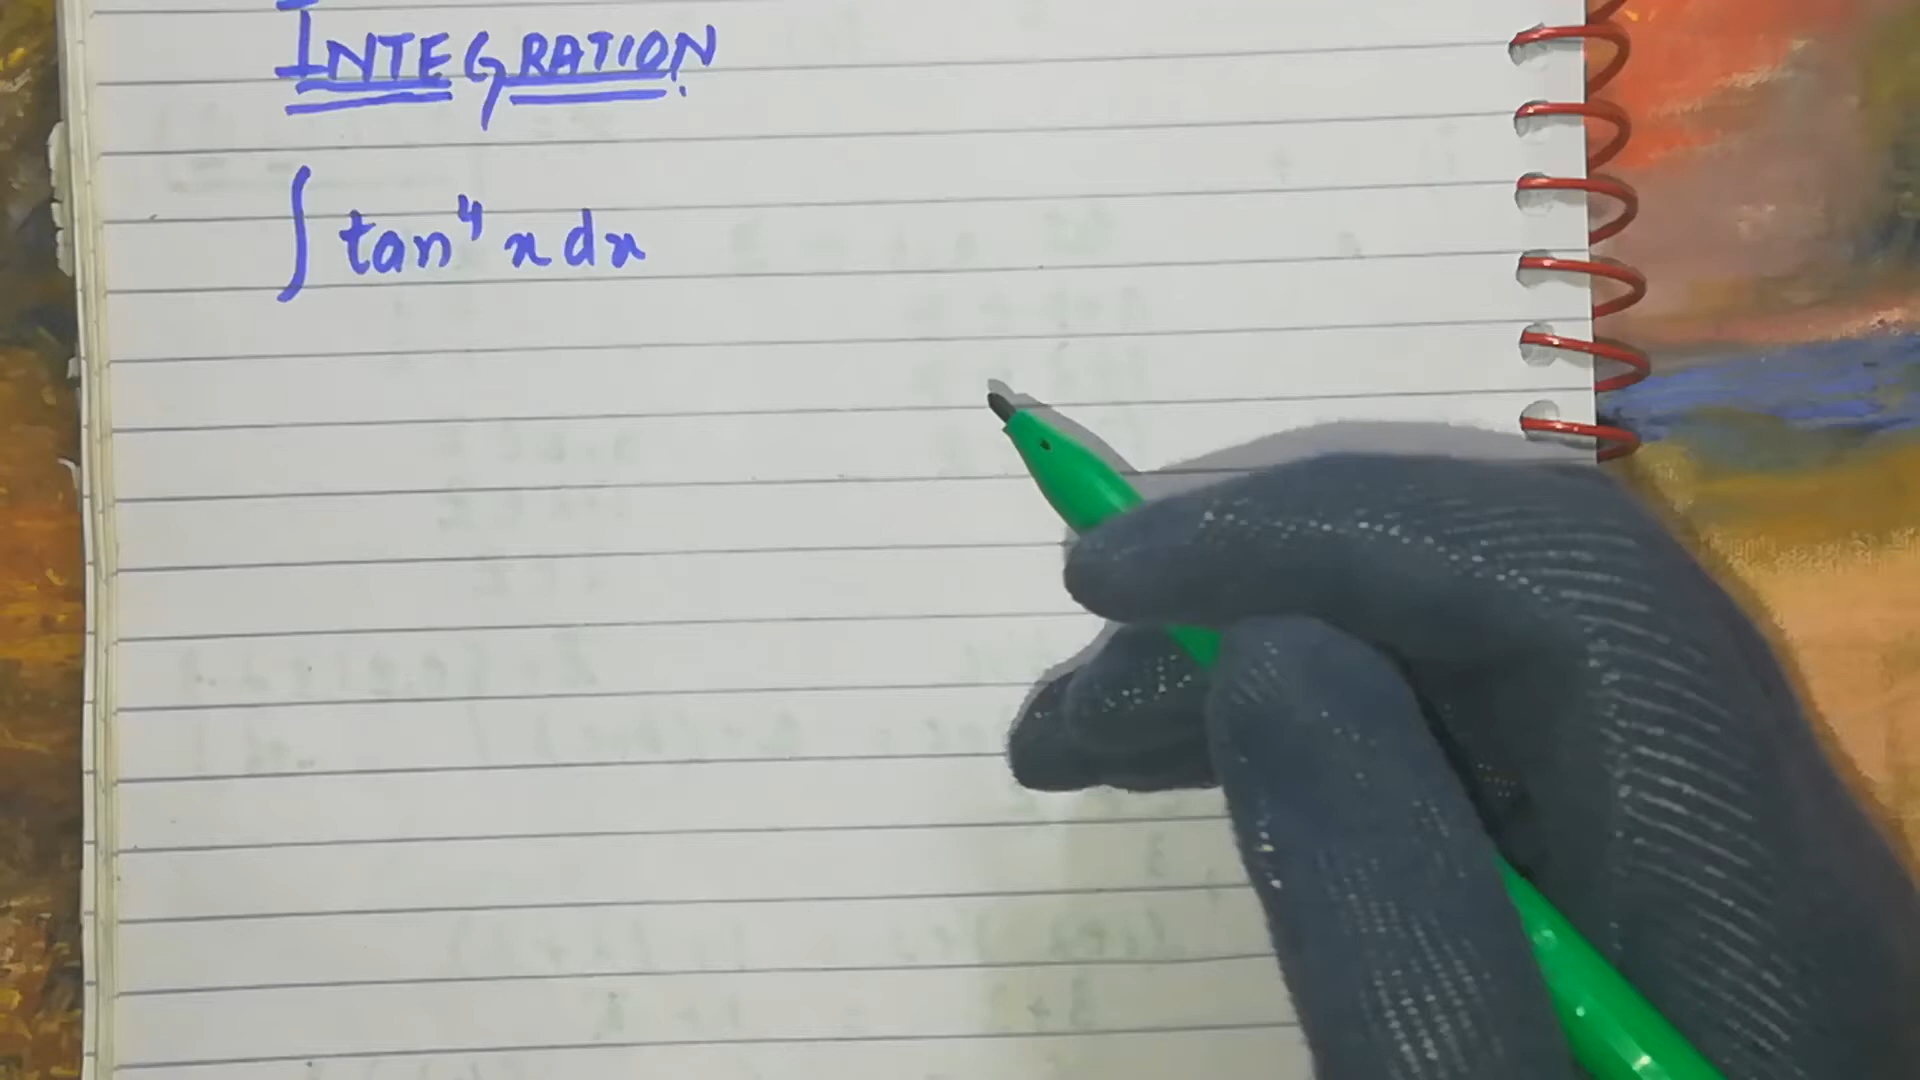 INTEGRATION
∫ tan⁴ x dx